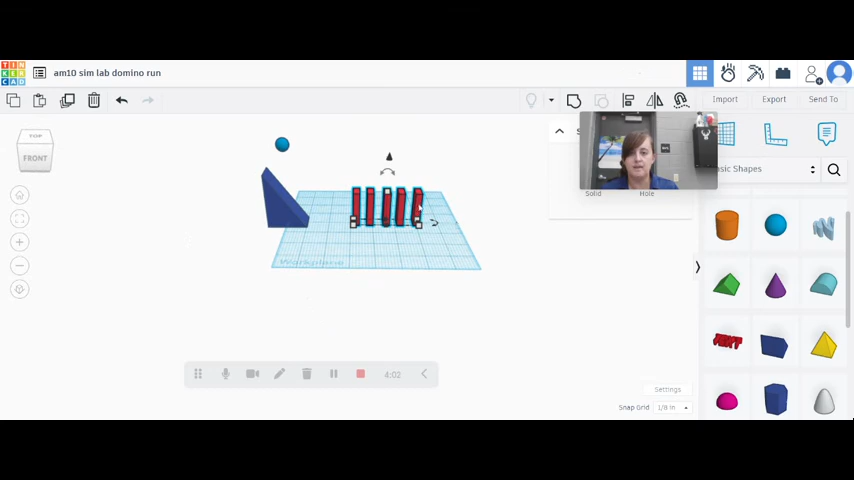 TIN
KER
CAD
am10 sim lab domino run
Import
Export
Send To
TOP
FRONT
Basic Shapes
Solid
Hole
Workplane
4:02
Settings
Snap Grid
1/8 in